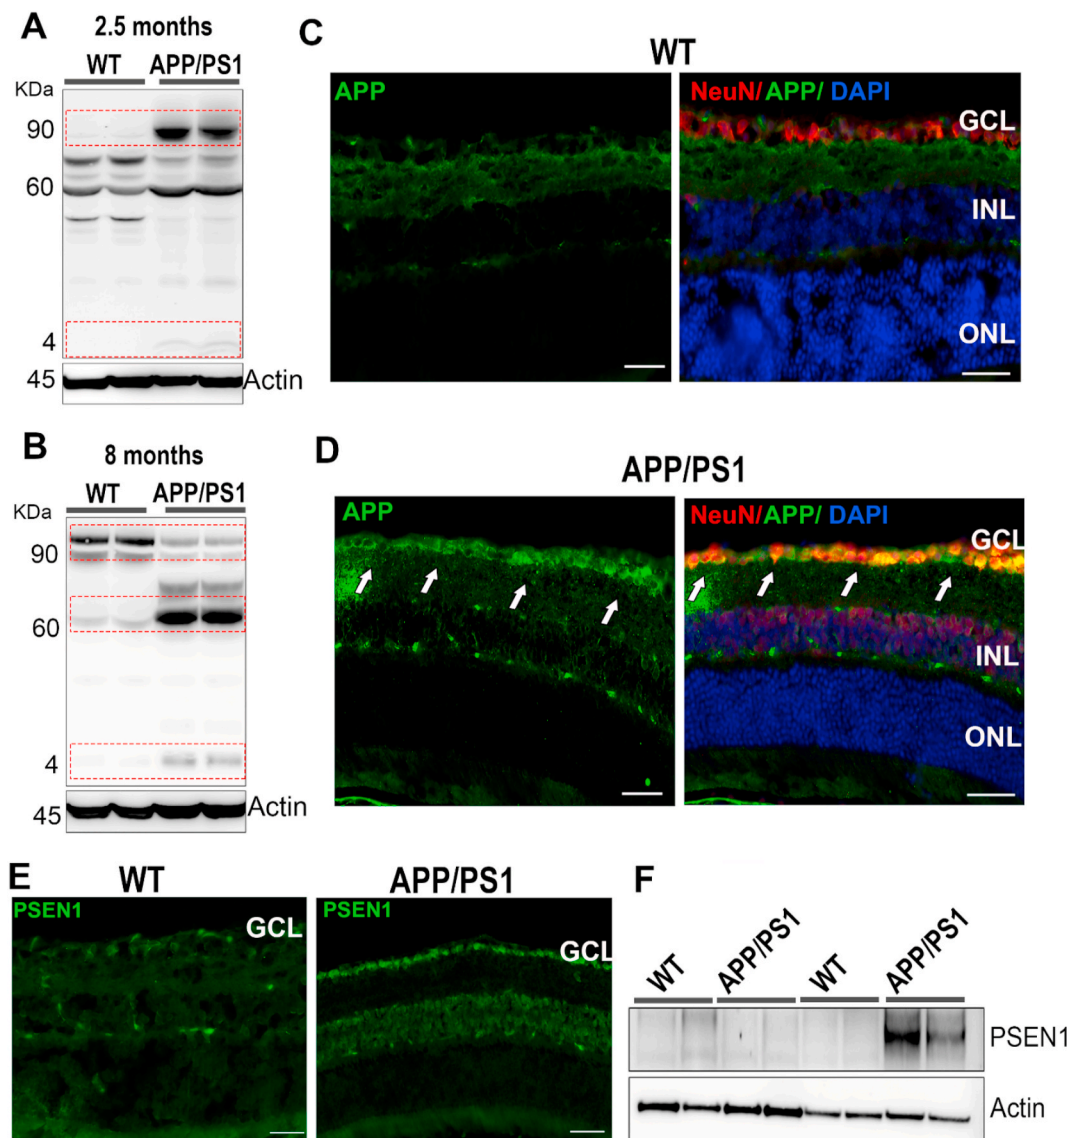 A
2.5 months
WT APP/PS1
KDa
90
60
4
45 Actin
B
8 months
WT APP/PS1
KDa
90
60
4
45 Actin
C
WT
APP
NeuN/ APP/ DAPI
GCL
INL
ONL
D
APP/PS1
APP
NeuN/ APP/ DAPI
GCL
INL
ONL
E
WT APP/PS1
PSEN1
GCL
PSEN1
GCL
F
WT APP/PS1 WT APP/PS1
PSEN1
Actin